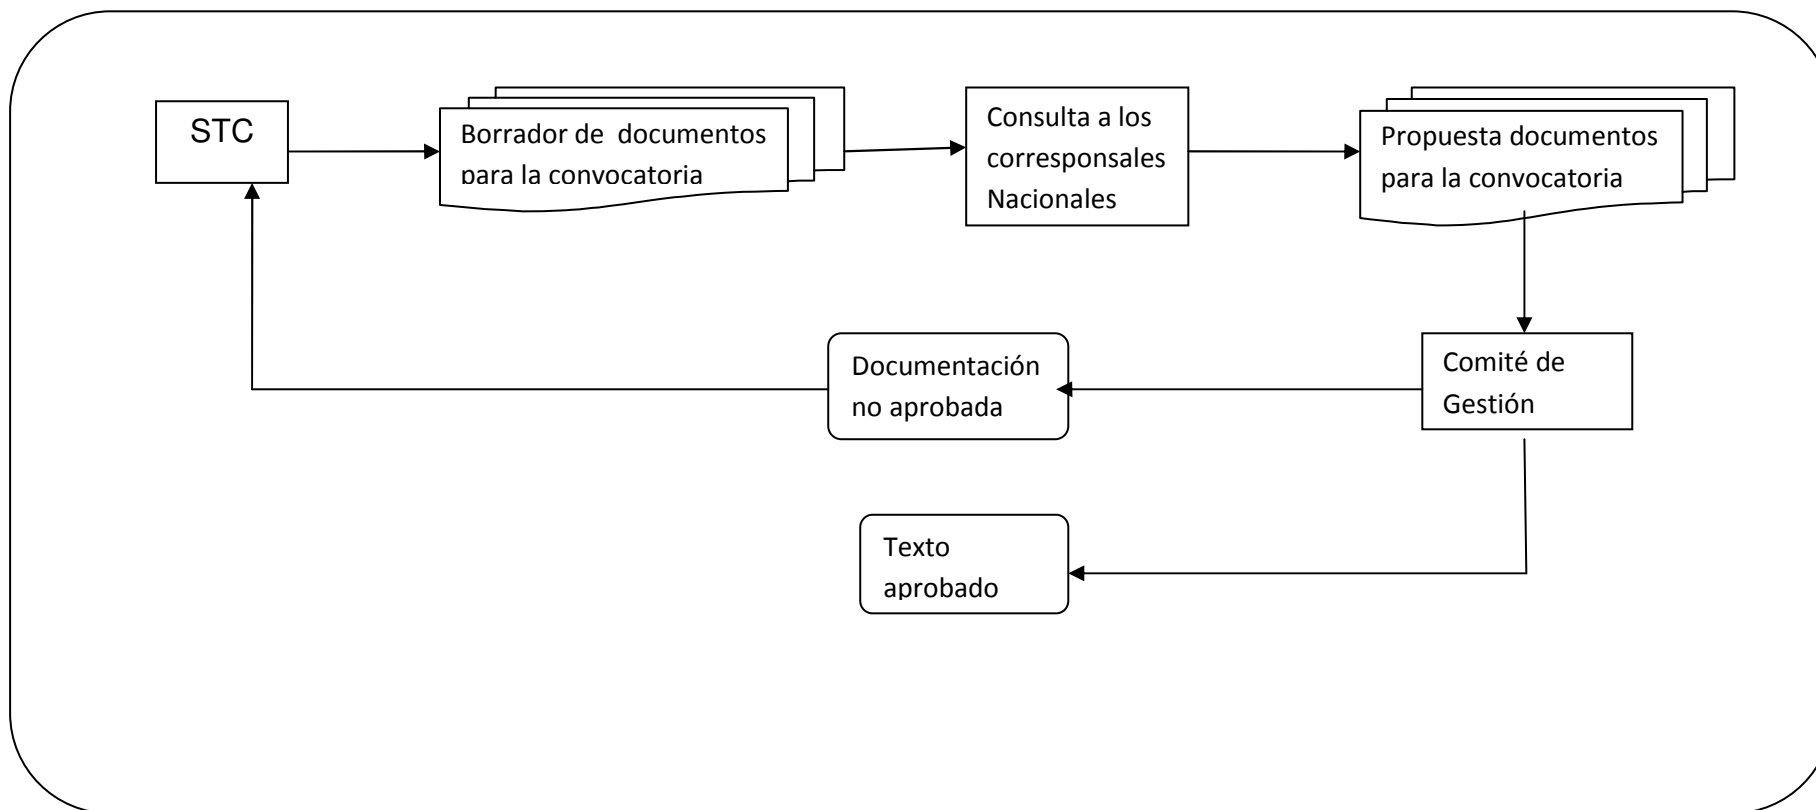 STC
Borrador de documentos
para la convocatoria
Consulta a los
corresponsales
Nacionales
Propuesta documentos
para la convocatoria
Documentación
no aprobada
Comité de
Gestión
Texto
aprobado